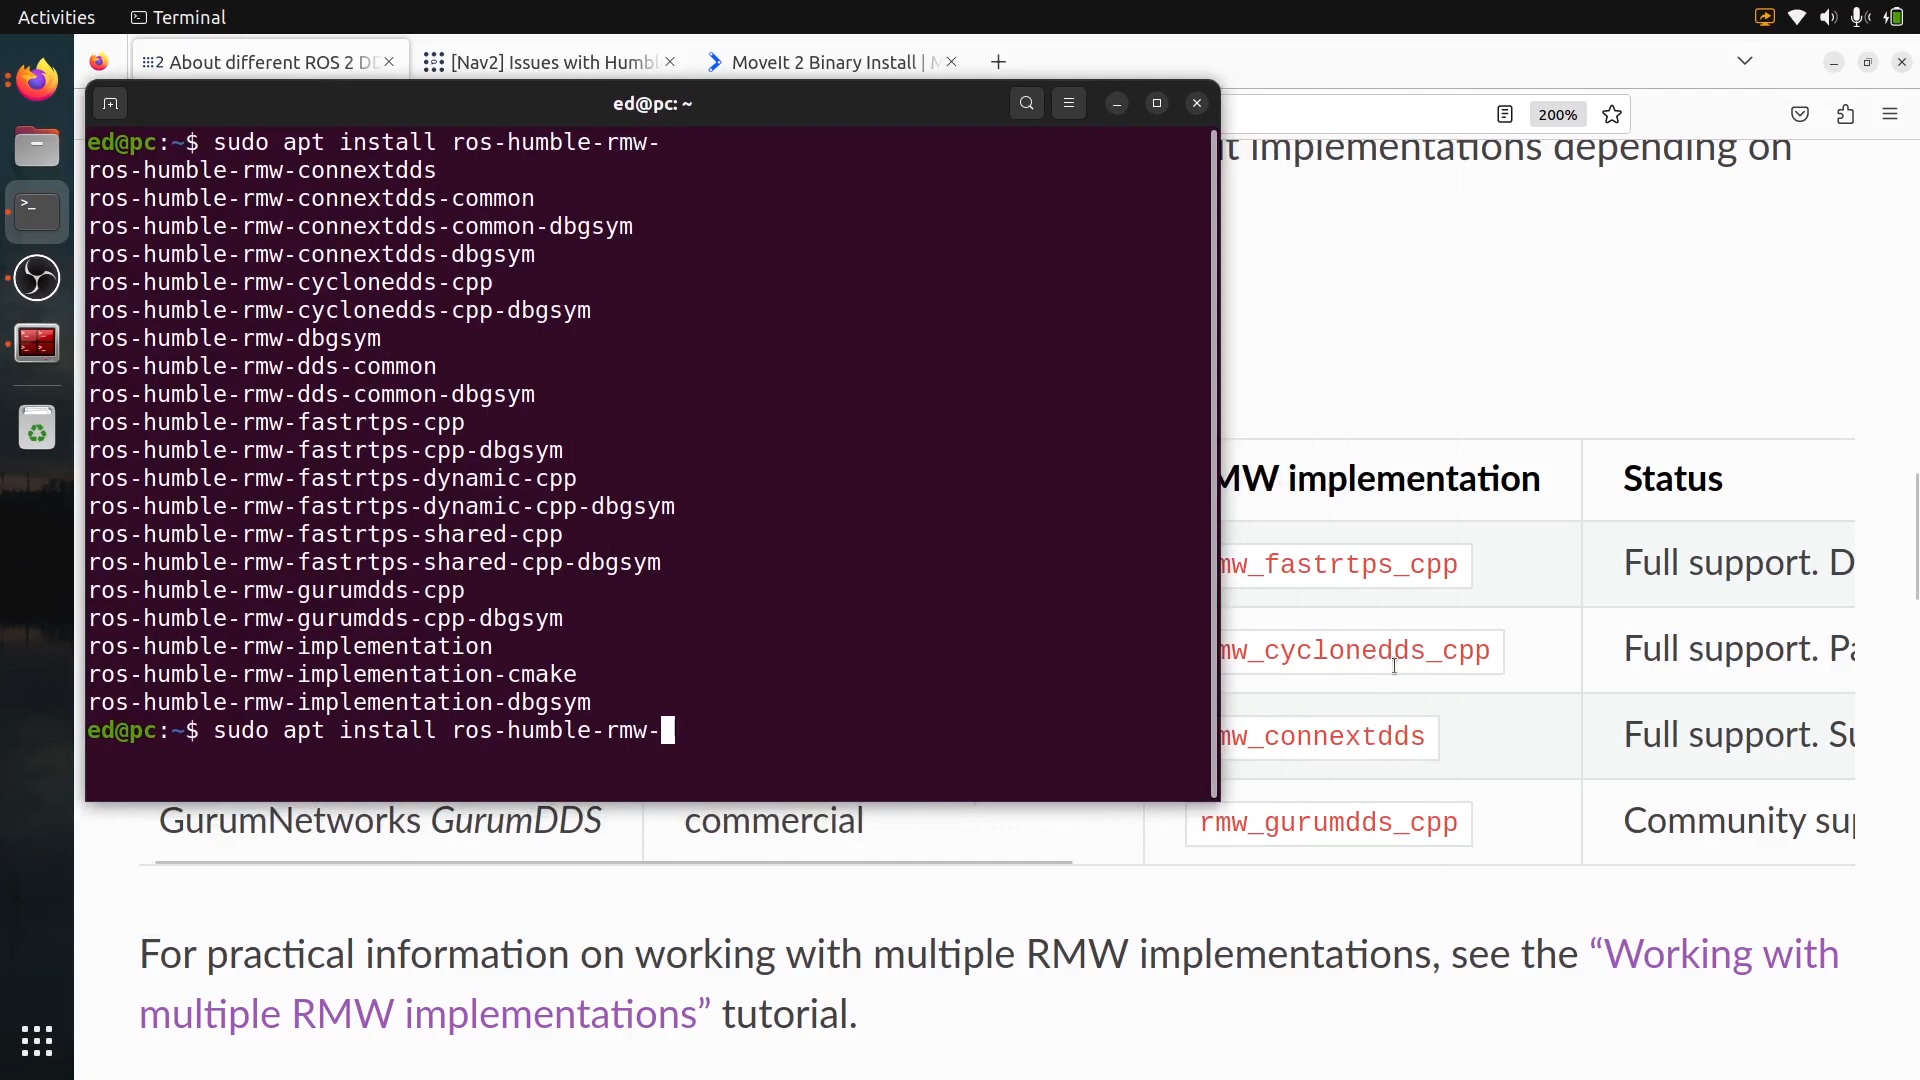 Activities
Terminal
About different ROS 2 D
[Nav2] Issues with Humbl
MoveIt 2 Binary Install |
ed@pc: ~
200%
ed@pc:~$ sudo apt install ros-humble-rmw-
ros-humble-rmw-connextdds
ros-humble-rmw-connextdds-common
ros-humble-rmw-connextdds-common-dbgsym
ros-humble-rmw-connextdds-dbgsym
ros-humble-rmw-cyclonedds-cpp
ros-humble-rmw-cyclonedds-cpp-dbgsym
ros-humble-rmw-dbgsym
ros-humble-rmw-dds-common
ros-humble-rmw-dds-common-dbgsym
ros-humble-rmw-fastrtps-cpp
ros-humble-rmw-fastrtps-cpp-dbgsym
ros-humble-rmw-fastrtps-dynamic-cpp
ros-humble-rmw-fastrtps-dynamic-cpp-dbgsym
ros-humble-rmw-fastrtps-shared-cpp
ros-humble-rmw-fastrtps-shared-cpp-dbgsym
ros-humble-rmw-gurumdds-cpp
ros-humble-rmw-gurumdds-cpp-dbgsym
ros-humble-rmw-implementation
ros-humble-rmw-implementation-cmake
ros-humble-rmw-implementation-dbgsym
ed@pc:~$ sudo apt install ros-humble-rmw-
t implementations depending on
MW implementation Status
mw_fastrtps_cpp Full support. D
mw_cyclonedds_cpp Full support. Pa
mw_connextdds Full support. Su
GurumNetworks GurumDDS commercial rmw_gurumdds_cpp Community sup
For practical information on working with multiple RMW implementations, see the “Working with
multiple RMW implementations” tutorial.